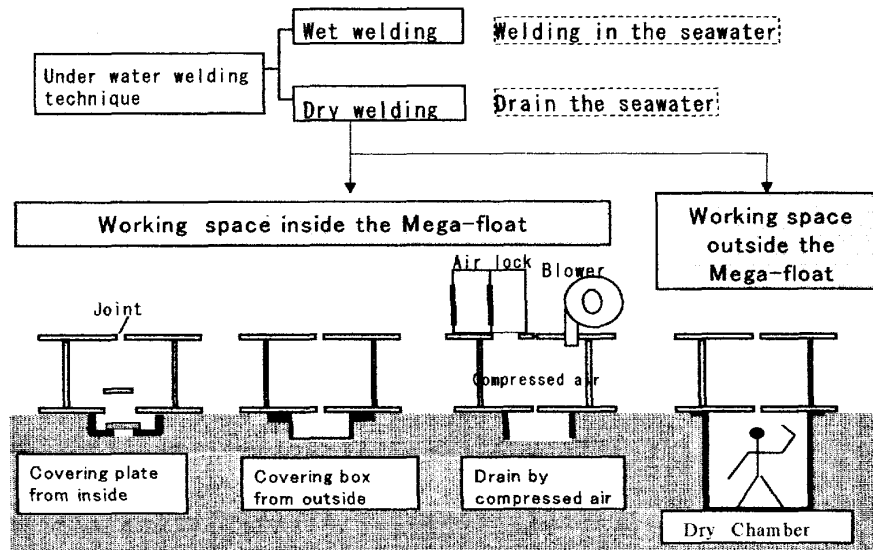 Wet welding
Welding in the seawater
Under water welding
technique
Dry welding
Drain the seawater
Working space inside the Mega-float
Working space
outside the
Mega-float
Air lock
Blower
Joint
Compressed air
Covering plate
from inside
Covering box
from outside
Drain by
compressed air
Dry Chamber